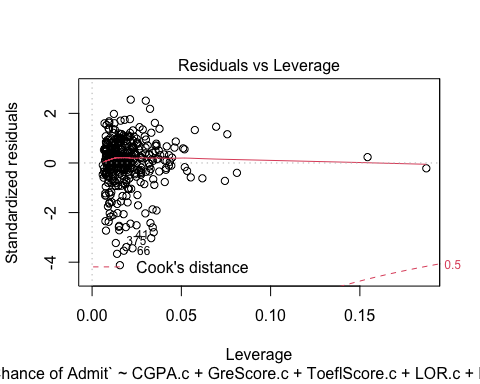 Residuals vs Leverage
Standardized residuals
2
0
-2
-4
41
375
66
Cook's distance
0.5
0.00
0.05
0.10
0.15
Leverage
Chance of Admit` ~ CGPA.c + GreScore.c + ToeflScore.c + LOR.c +